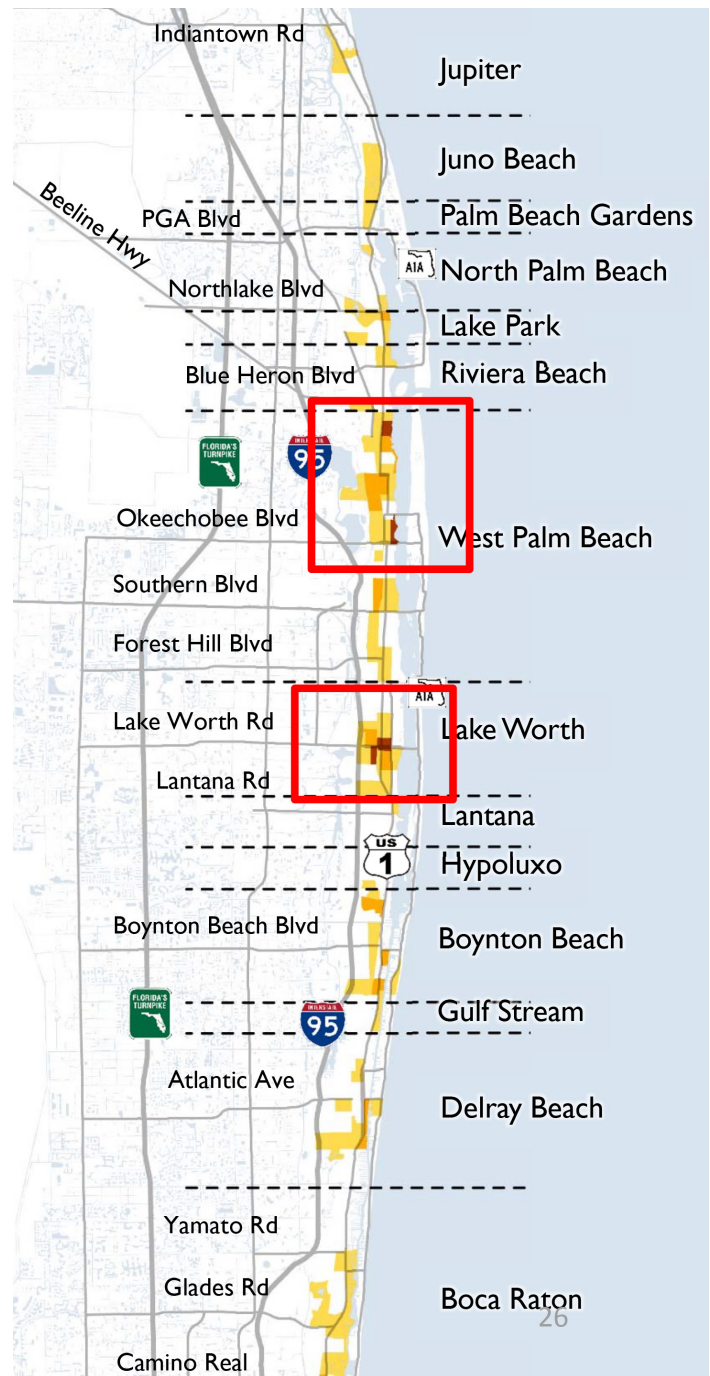 Indiantown Rd
Jupiter
Juno Beach
Beeline Hwy
PGA Blvd
Palm Beach Gardens
A1A
North Palm Beach
Northlake Blvd
Lake Park
Blue Heron Blvd
Riviera Beach
FLORIDA'S
TURNPIKE
INTERSTATE
95
Okeechobee Blvd
West Palm Beach
Southern Blvd
Forest Hill Blvd
A1A
Lake Worth Rd
Lake Worth
Lantana Rd
Lantana
US
1
Hypoluxo
Boynton Beach Blvd
Boynton Beach
FLORIDA'S
TURNPIKE
INTERSTATE
95
Gulf Stream
Atlantic Ave
Delray Beach
Yamato Rd
Glades Rd
Boca Raton
26
Camino Real